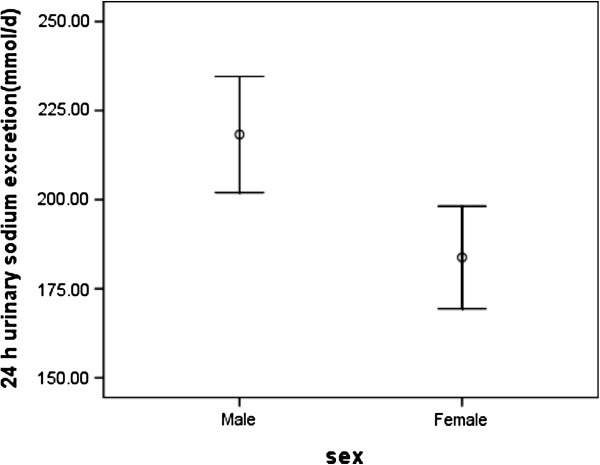 24 h urinary sodium excretion(mmol/d)
250.00
225.00
200.00
175.00
150.00
Male Female
sex